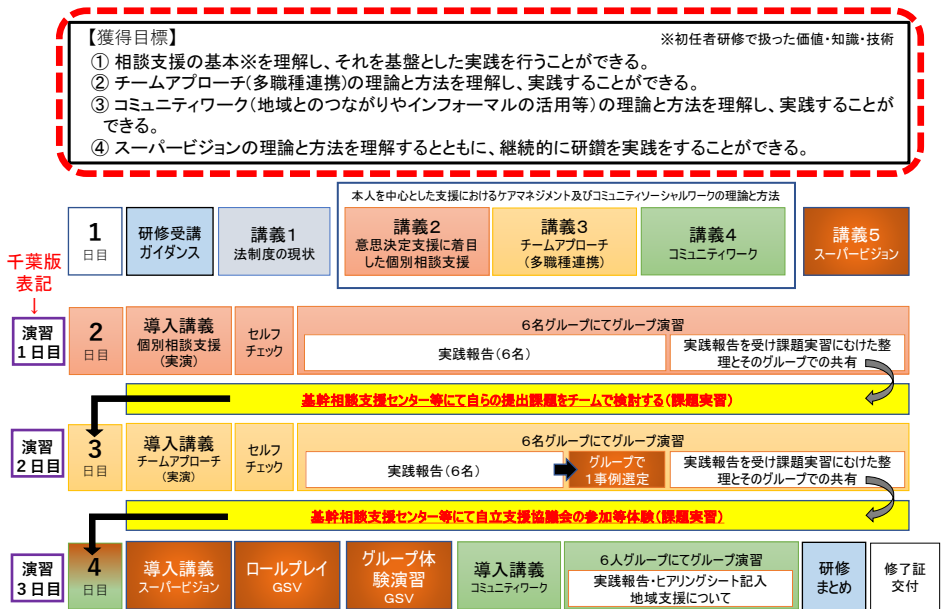 【獲得目標】
※初任者研修で扱った価値・知識・技術
① 相談支援の基本※を理解し、それを基盤とした実践を行うことができる。
② チームアプローチ(多職種連携)の理論と方法を理解し、実践することができる。
③ コミュニティワーク(地域とのつながりやインフォーマルの活用等)の理論と方法を理解し、実践することが
できる。
④ スーパービジョンの理論と方法を理解するとともに、継続的に研鑽を実践をすることができる。
本人を中心とした支援におけるケアマネジメント及びコミュニティソーシャルワークの理論と方法
1
日目
研修受講
ガイダンス
講義1
法制度の現状
講義2
意思決定支援に着目
した個別相談支援
講義3
チームアプローチ
(多職種連携)
講義4
コミュニティワーク
講義5
スーパービジョン
千葉版
表記
↓
演習
1日目
2
日目
導入講義
個別相談支援
(実演)
セルフ
チェック
6名グループにてグループ演習
実践報告(6名)
実践報告を受け課題実習にむけた整
理とそのグループでの共有
基幹相談支援センター等にて自らの提出課題をチームで検討する(課題実習)
演習
2日目
3
日目
導入講義
チームアプローチ
(実演)
セルフ
チェック
6名グループにてグループ演習
実践報告(6名)
グループで
1事例選定
実践報告を受け課題実習にむけた整
理とそのグループでの共有
基幹相談支援センター等にて自立支援協議会の参加等体験(課題実習)
演習
3日目
4
日目
導入講義
スーパービジョン
ロールプレイ
GSV
グループ体
験演習
GSV
導入講義
コミュニティワーク
6人グループにてグループ演習
実践報告・ヒアリングシート記入
地域支援について
研修
まとめ
修了証
交付